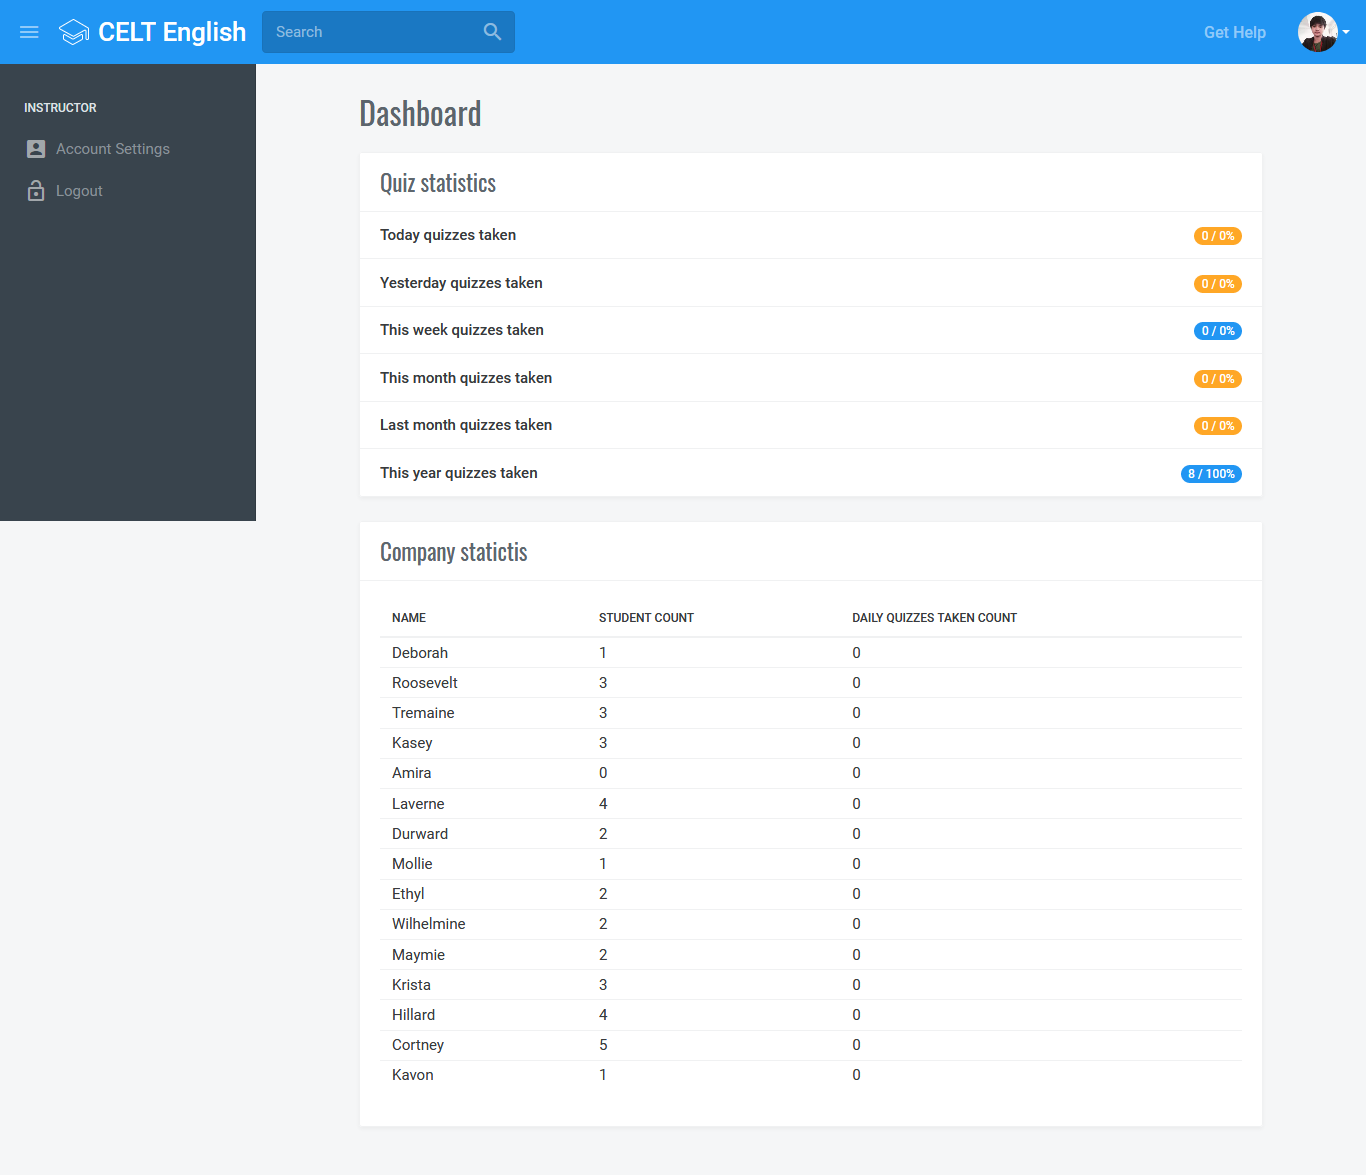 CELT English
Search
Get Help
INSTRUCTOR
Account Settings
Logout
Dashboard
Quiz statistics
Today quizzes taken 0 / 0%
Yesterday quizzes taken 0 / 0%
This week quizzes taken 0 / 0%
This month quizzes taken 0 / 0%
Last month quizzes taken 0 / 0%
This year quizzes taken 8 / 100%
Company statictis
NAME STUDENT COUNT DAILY QUIZZES TAKEN COUNT
Deborah 1 0
Roosevelt 3 0
Tremaine 3 0
Kasey 3 0
Amira 0 0
Laverne 4 0
Durward 2 0
Mollie 1 0
Ethyl 2 0
Wilhelmine 2 0
Maymie 2 0
Krista 3 0
Hillard 4 0
Cortney 5 0
Kavon 1 0